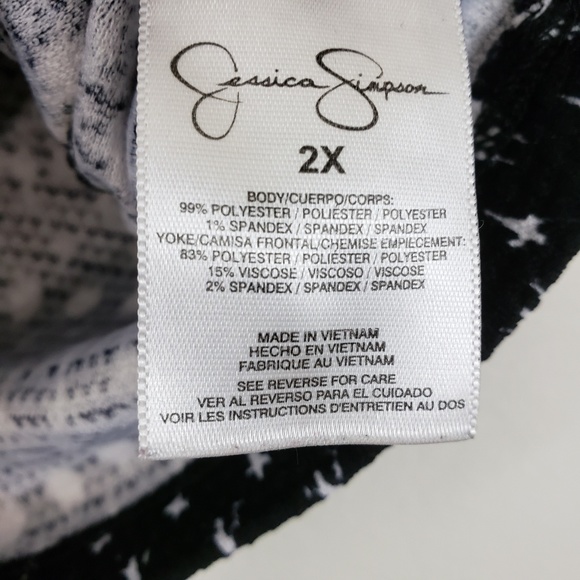 Jessica Simpson
2X
BODY/CUERPO/CORPS:
99% POLYESTER / POLIÉSTER / POLYESTER
1% SPANDEX / SPANDEX / SPANDEX
YOKE/CAMISA FRONTAL/CHEMISE EMPIECEMENT:
83% POLYESTER / POLIÉSTER / POLYESTER
15% VISCOSE / VISCOSO / VISCOSE
2% SPANDEX / SPANDEX / SPANDEX
MADE IN VIETNAM
HECHO EN VIETNAM
FABRIQUE AU VIETNAM
SEE REVERSE FOR CARE
VER AL REVERSO PARA EL CUIDADO
VOIR LES INSTRUCTIONS D'ENTRETIEN AU DOS